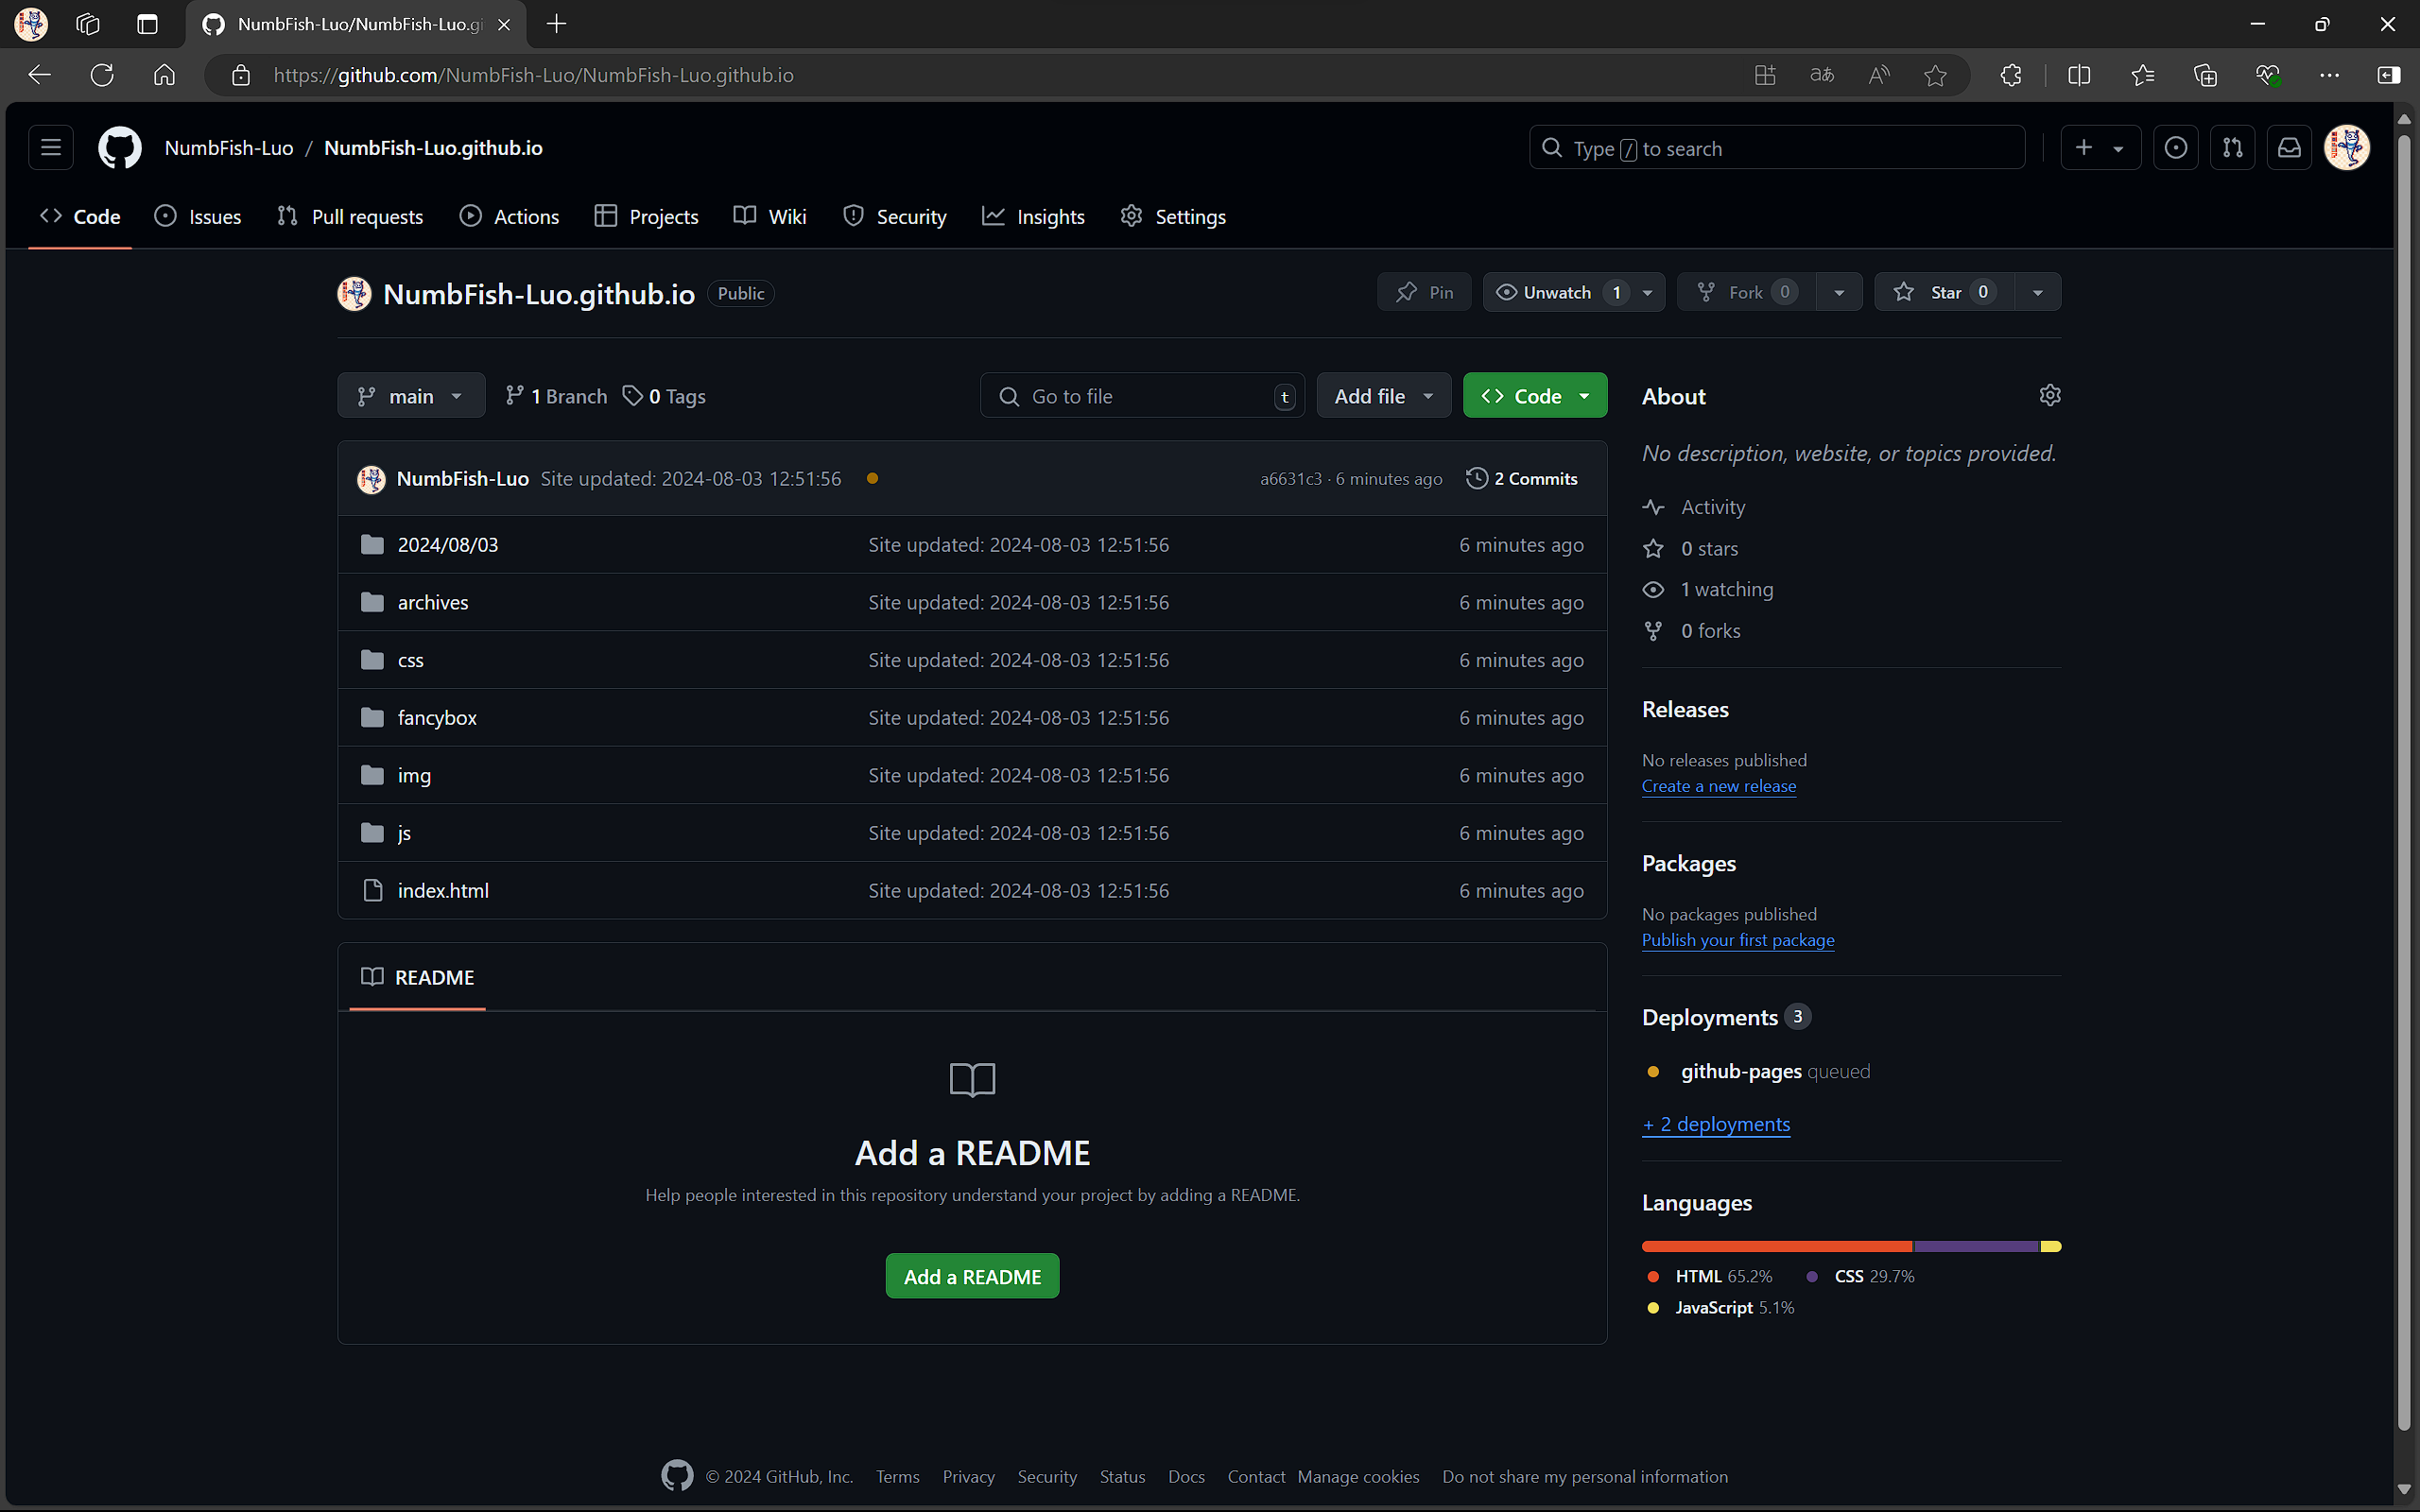 NumbFish-Luo/NumbFish-Luo.gi
https://github.com/NumbFish-Luo/NumbFish-Luo.github.io
NumbFish-Luo / NumbFish-Luo.github.io
Type / to search
Code Issues Pull requests Actions Projects Wiki Security Insights Settings
NumbFish-Luo.github.io Public
Pin Unwatch 1 Fork 0 Star 0
main 1 Branch 0 Tags Go to file t Add file Code
NumbFish-Luo Site updated: 2024-08-03 12:51:56 a6631c3 · 6 minutes ago 2 Commits
2024/08/03 Site updated: 2024-08-03 12:51:56 6 minutes ago
archives Site updated: 2024-08-03 12:51:56 6 minutes ago
css Site updated: 2024-08-03 12:51:56 6 minutes ago
fancybox Site updated: 2024-08-03 12:51:56 6 minutes ago
img Site updated: 2024-08-03 12:51:56 6 minutes ago
js Site updated: 2024-08-03 12:51:56 6 minutes ago
index.html Site updated: 2024-08-03 12:51:56 6 minutes ago
README
Add a README
Help people interested in this repository understand your project by adding a README.
Add a README
About
No description, website, or topics provided.
Activity
0 stars
1 watching
0 forks
Releases
No releases published
Create a new release
Packages
No packages published
Publish your first package
Deployments 3
github-pages queued
+ 2 deployments
Languages
HTML 65.2% CSS 29.7%
JavaScript 5.1%
© 2024 GitHub, Inc. Terms Privacy Security Status Docs Contact Manage cookies Do not share my personal information